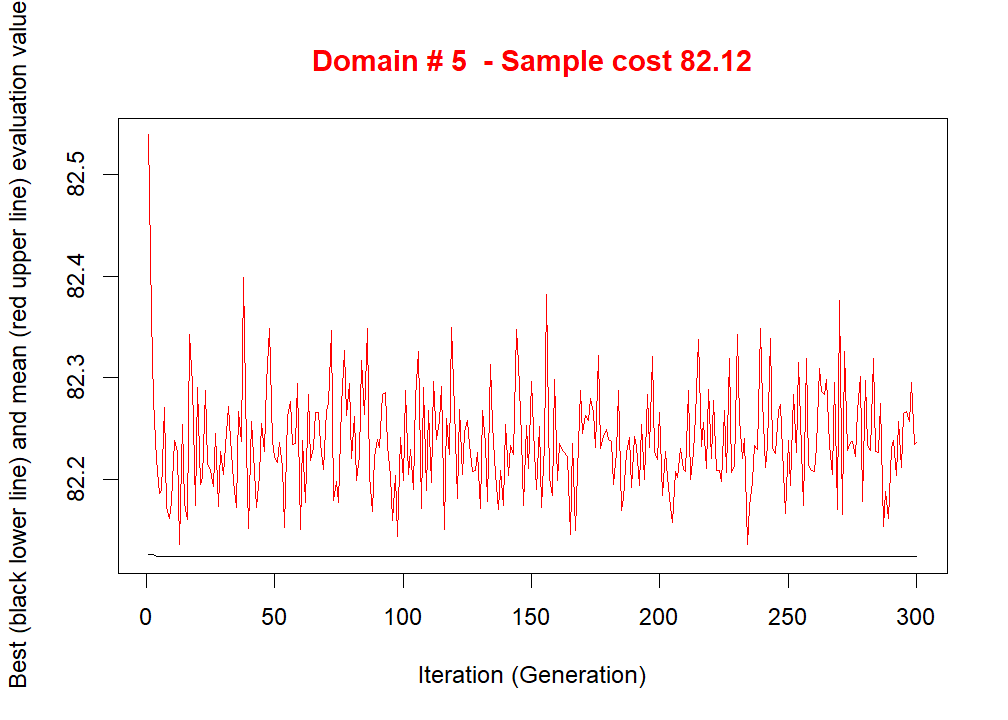 Domain # 5  - Sample cost 82.12
Best (black lower line) and mean (red upper line) evaluation value
82.5
82.4
82.3
82.2
0 50 100 150 200 250 300
Iteration (Generation)